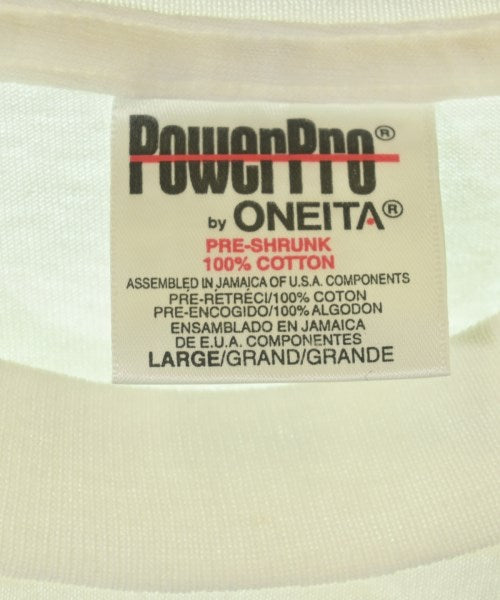 PowerPro®
by ONEITA®
PRE-SHRUNK
100% COTTON
ASSEMBLED IN JAMAICA OF U.S.A. COMPONENTS
PRE-RETRÉCI/100% COTON
PRE-ENCOGIDO/100% ALGODON
ENSAMBLADO EN JAMAICA
DE E.U.A. COMPONENTES
LARGE/GRAND/GRANDE